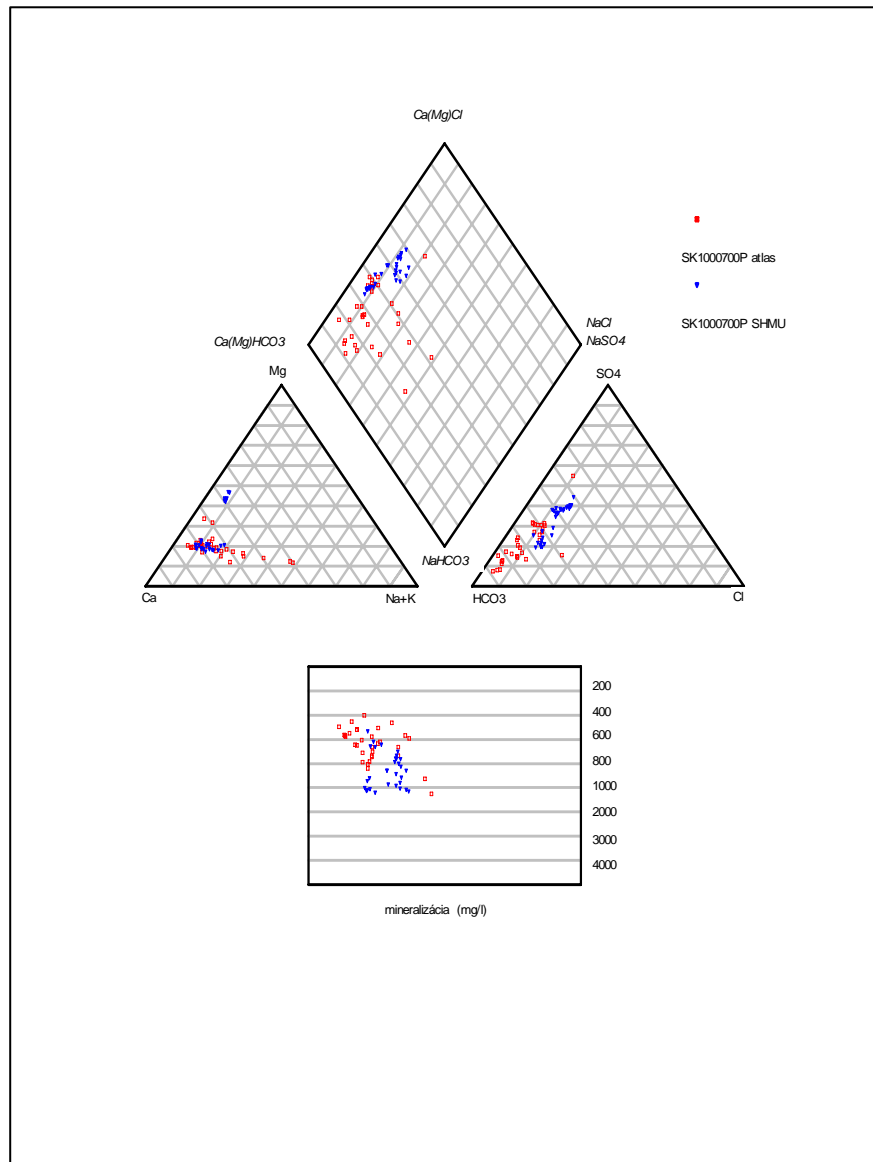 Ca(Mg)Cl
SK1000700P atlas
SK1000700P SHMU
NaCl
NaSO4
Ca(Mg)HCO3
Mg
SO4
NaHCO3
Ca
Na+K
HCO3
Cl
200
400
600
800
1000
2000
3000
4000
mineralizácia (mg/l)